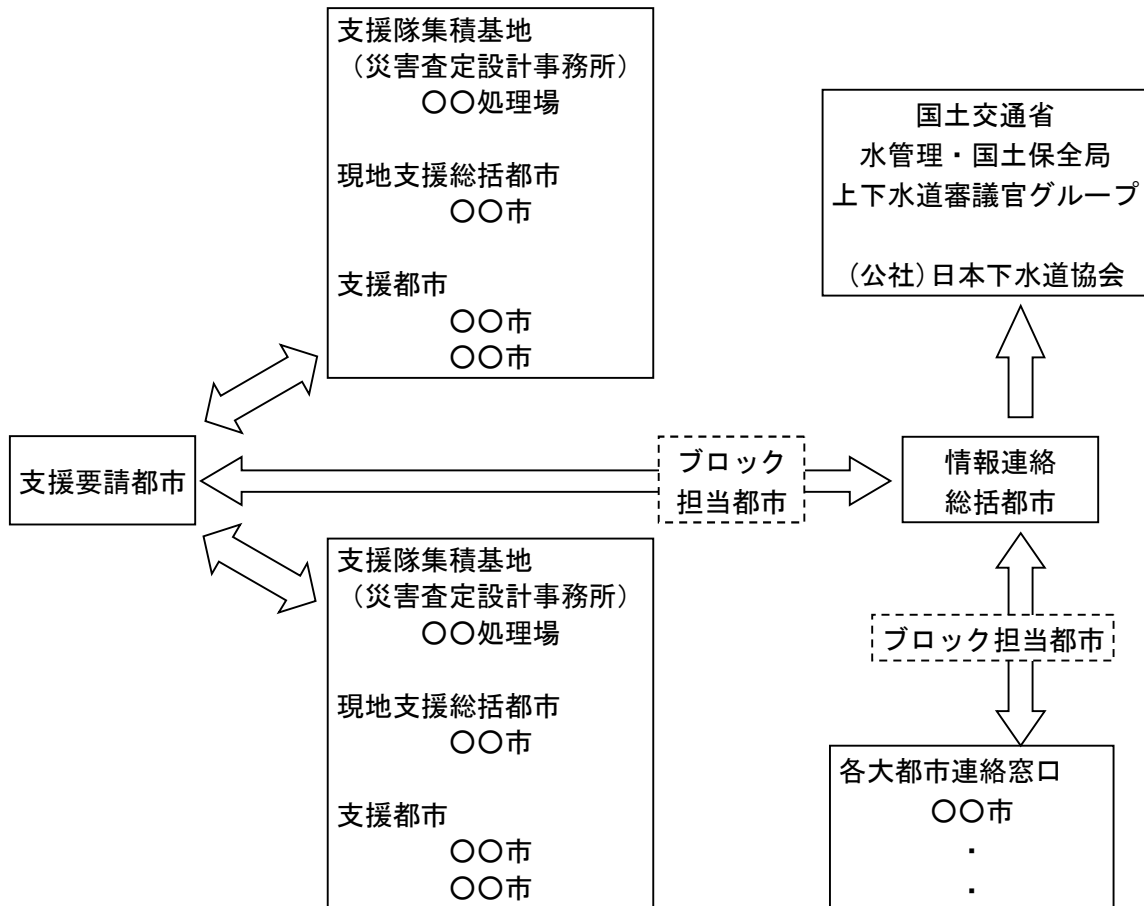 支援隊集積基地
（災害査定設計事務所）
〇〇処理場
現地支援総括都市
〇〇市
支援都市
〇〇市
〇〇市
国土交通省
水管理・国土保全局
上下水道審議官グループ
（公社）日本下水道協会
支援要請都市
ブロック
担当都市
情報連絡
総括都市
支援隊集積基地
（災害査定設計事務所）
〇〇処理場
現地支援総括都市
〇〇市
支援都市
〇〇市
〇〇市
ブロック担当都市
各大都市連絡窓口
〇〇市
・
・